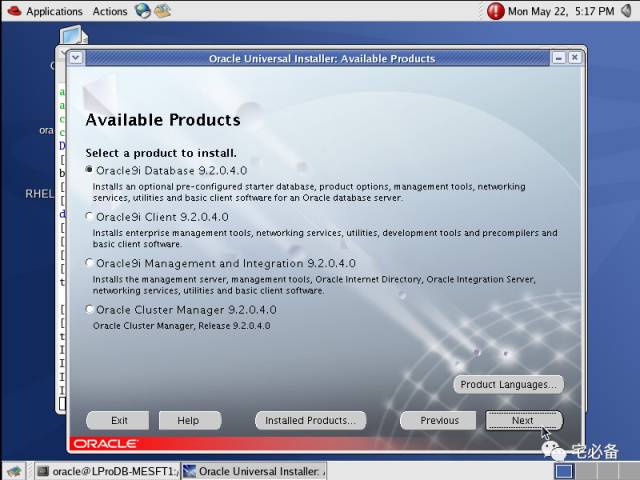 Applications Actions Mon May 22, 5:17 PM
Oracle Universal Installer: Available Products
Available Products
Select a product to install.
Oracle9i Database 9.2.0.4.0
Installs an optional pre-configured starter database, product options, management tools, networking
services, utilities and basic client software for an Oracle database server.
Oracle9i Client 9.2.0.4.0
Installs enterprise management tools, networking services, utilities, development tools and precompilers and
basic client software.
Oracle9i Management and Integration 9.2.0.4.0
Installs the management server, management tools, Oracle Internet Directory, Oracle Integration Server,
networking services, utilities and basic client software.
Oracle Cluster Manager 9.2.0.4.0
Oracle Cluster Manager, Release 9.2.0.4.0
Product Languages...
Exit Help Installed Products... Previous Next
ORACLE
宅必备
ora
RHEL
oracle@LProDB-MESFT1:/
Oracle Universal Installer: A